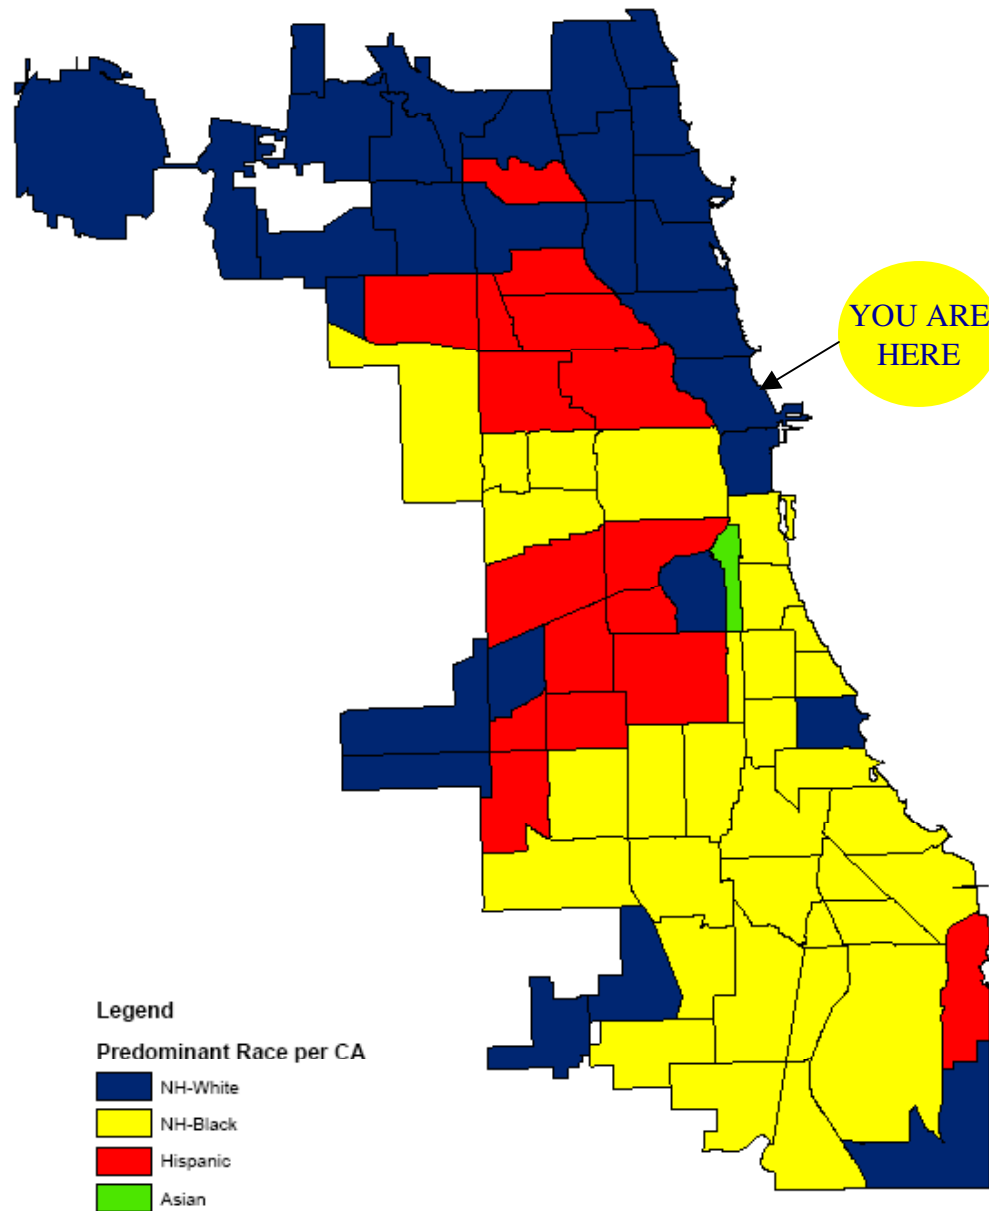 YOU ARE
HERE
Legend
Predominant Race per CA
NH-White
NH-Black
Hispanic
Asian